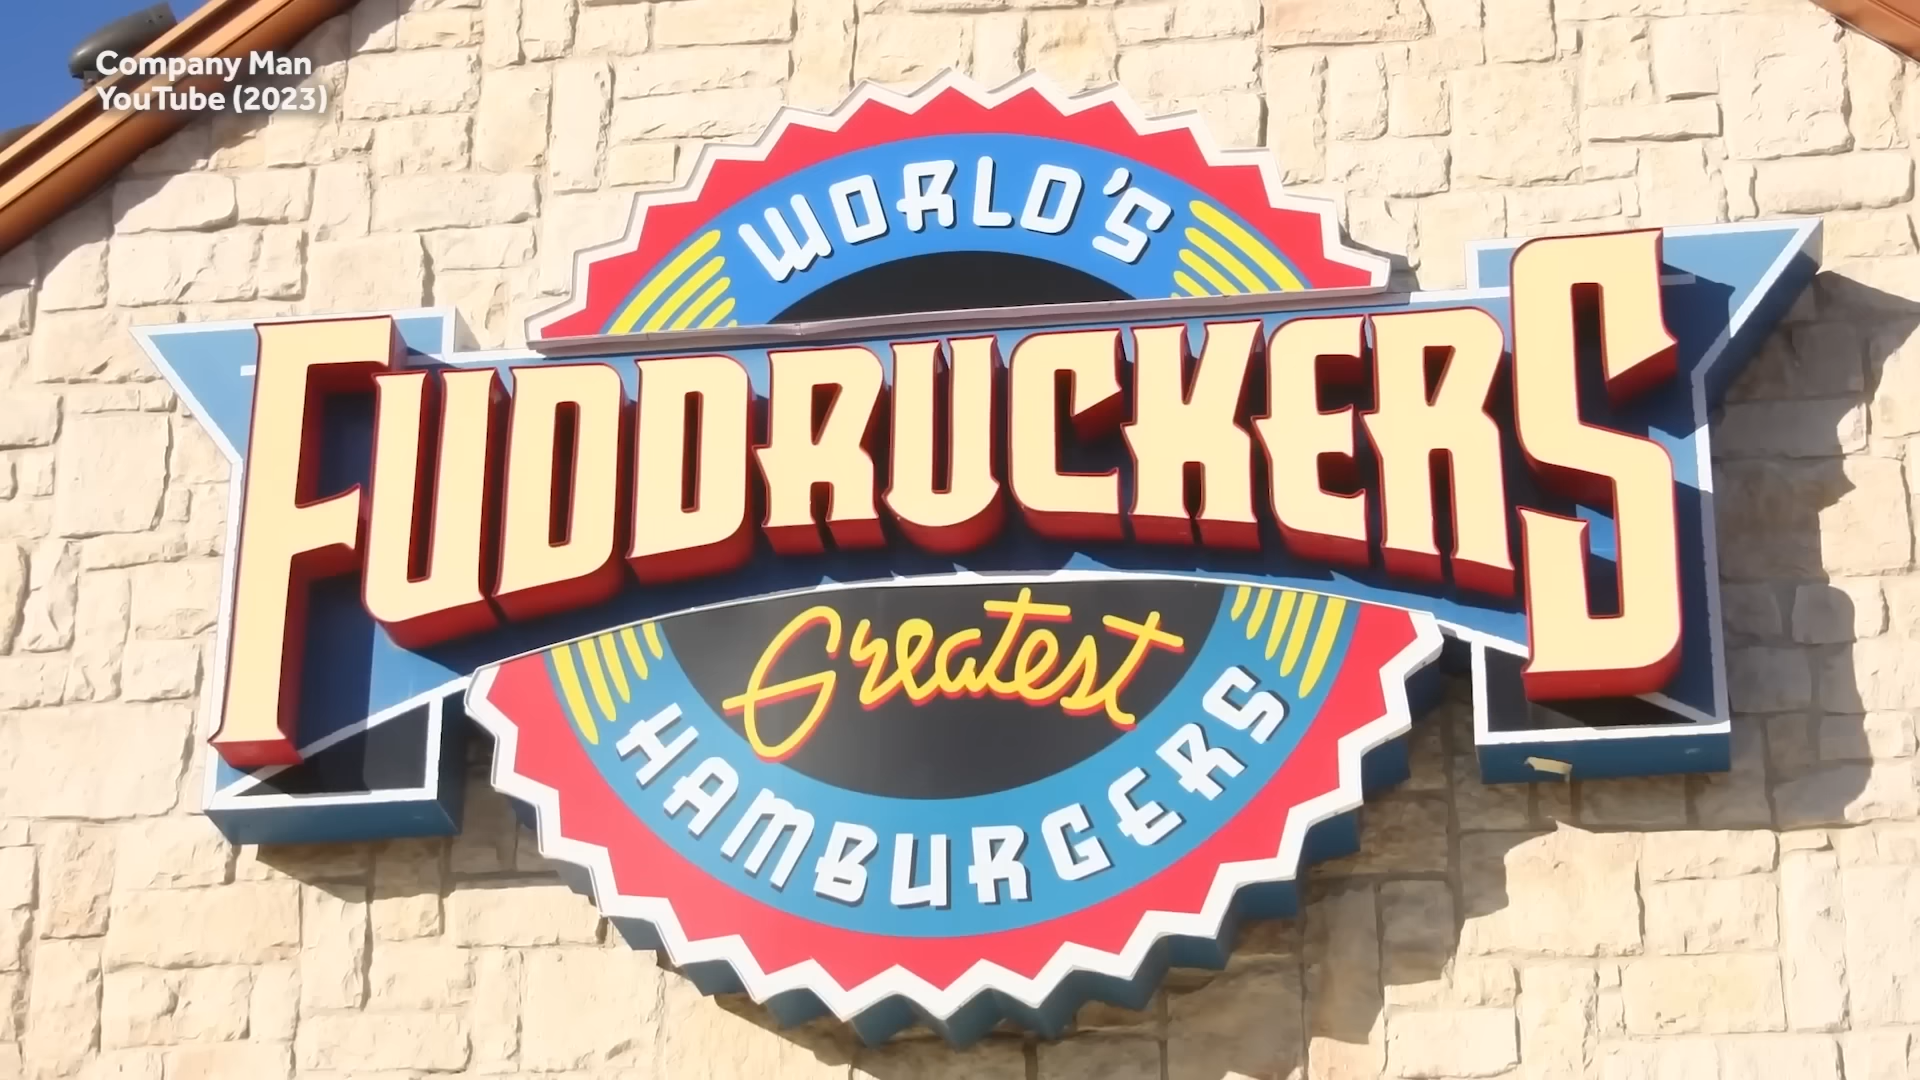 Company Man
YouTube (2023)
WORLD'S
FUDDRUCKERS
Greatest
HAMBURGERS